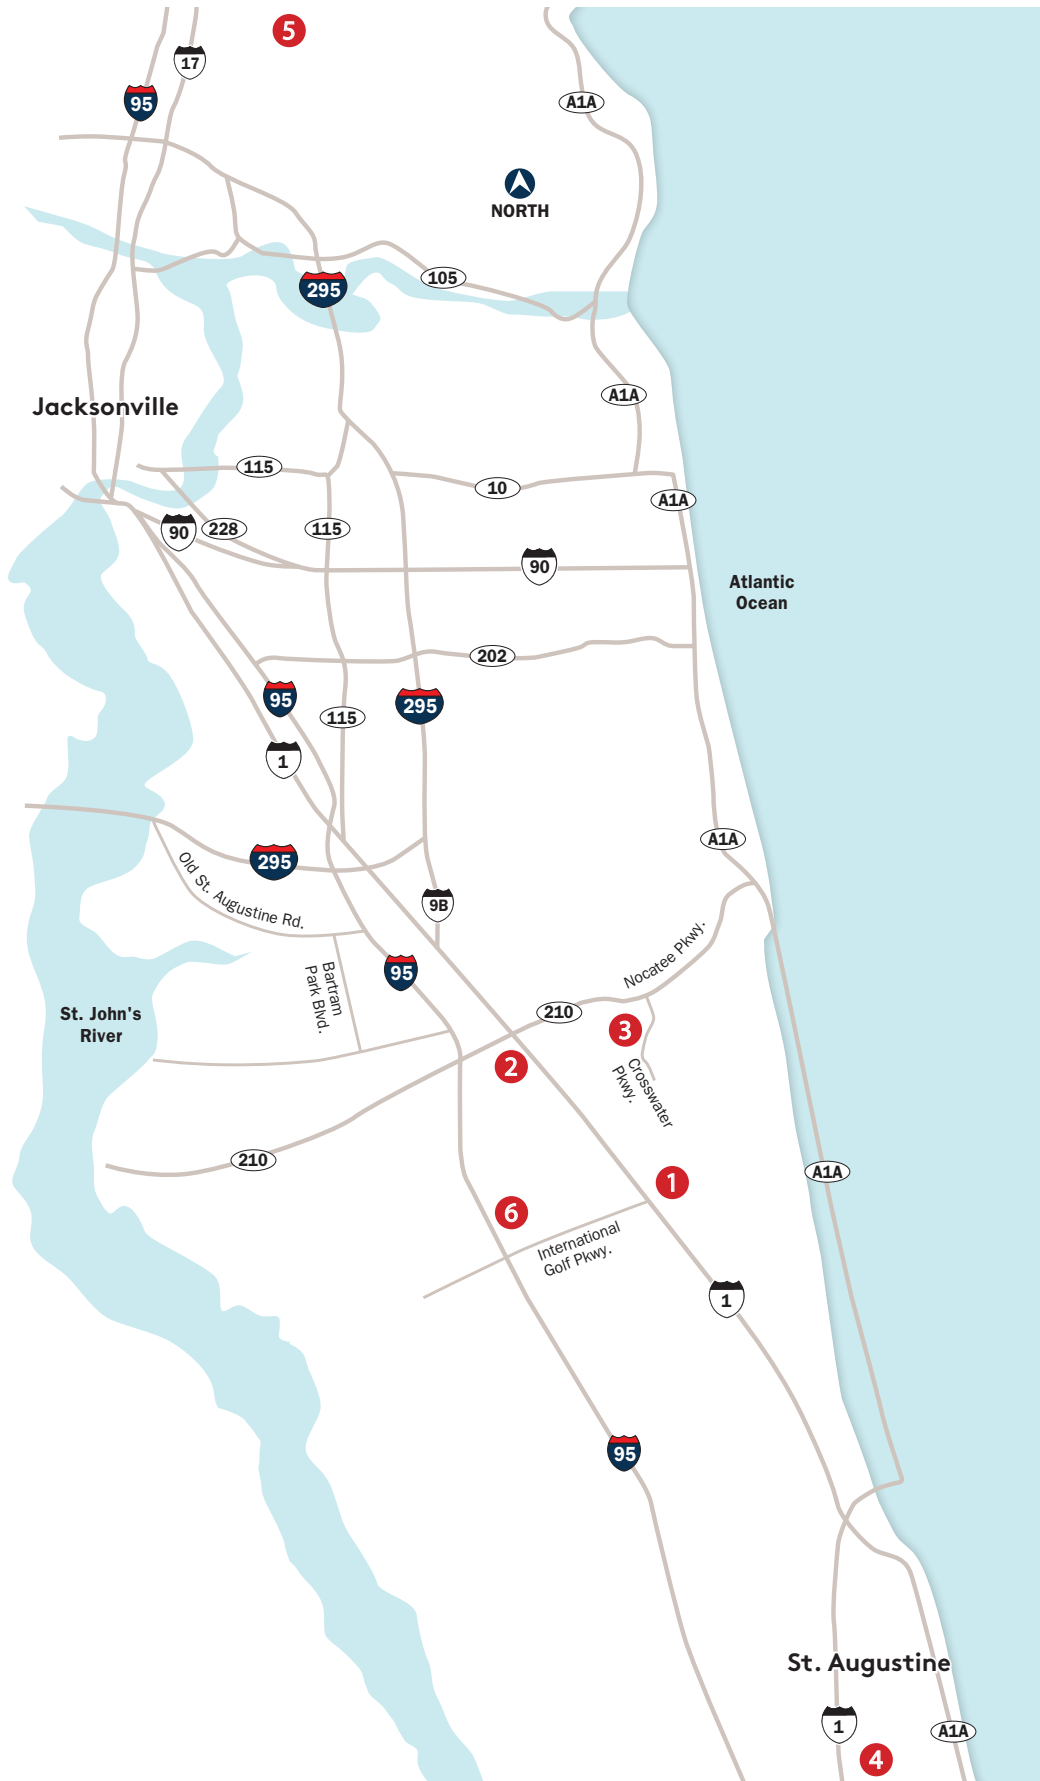 5
17
95
A1A
NORTH
105
295
A1A
Jacksonville
115
10
A1A
90
228
115
90
Atlantic
Ocean
202
95
115
295
1
A1A
295
Old St. Augustine Rd.
9B
Nocatee Pkwy.
95
Bartram
Park Blvd.
St. John's
River
210
3
2
Crosswater
Pkwy.
210
A1A
1
6
International
Golf Pkwy.
1
95
St. Augustine
1
A1A
4